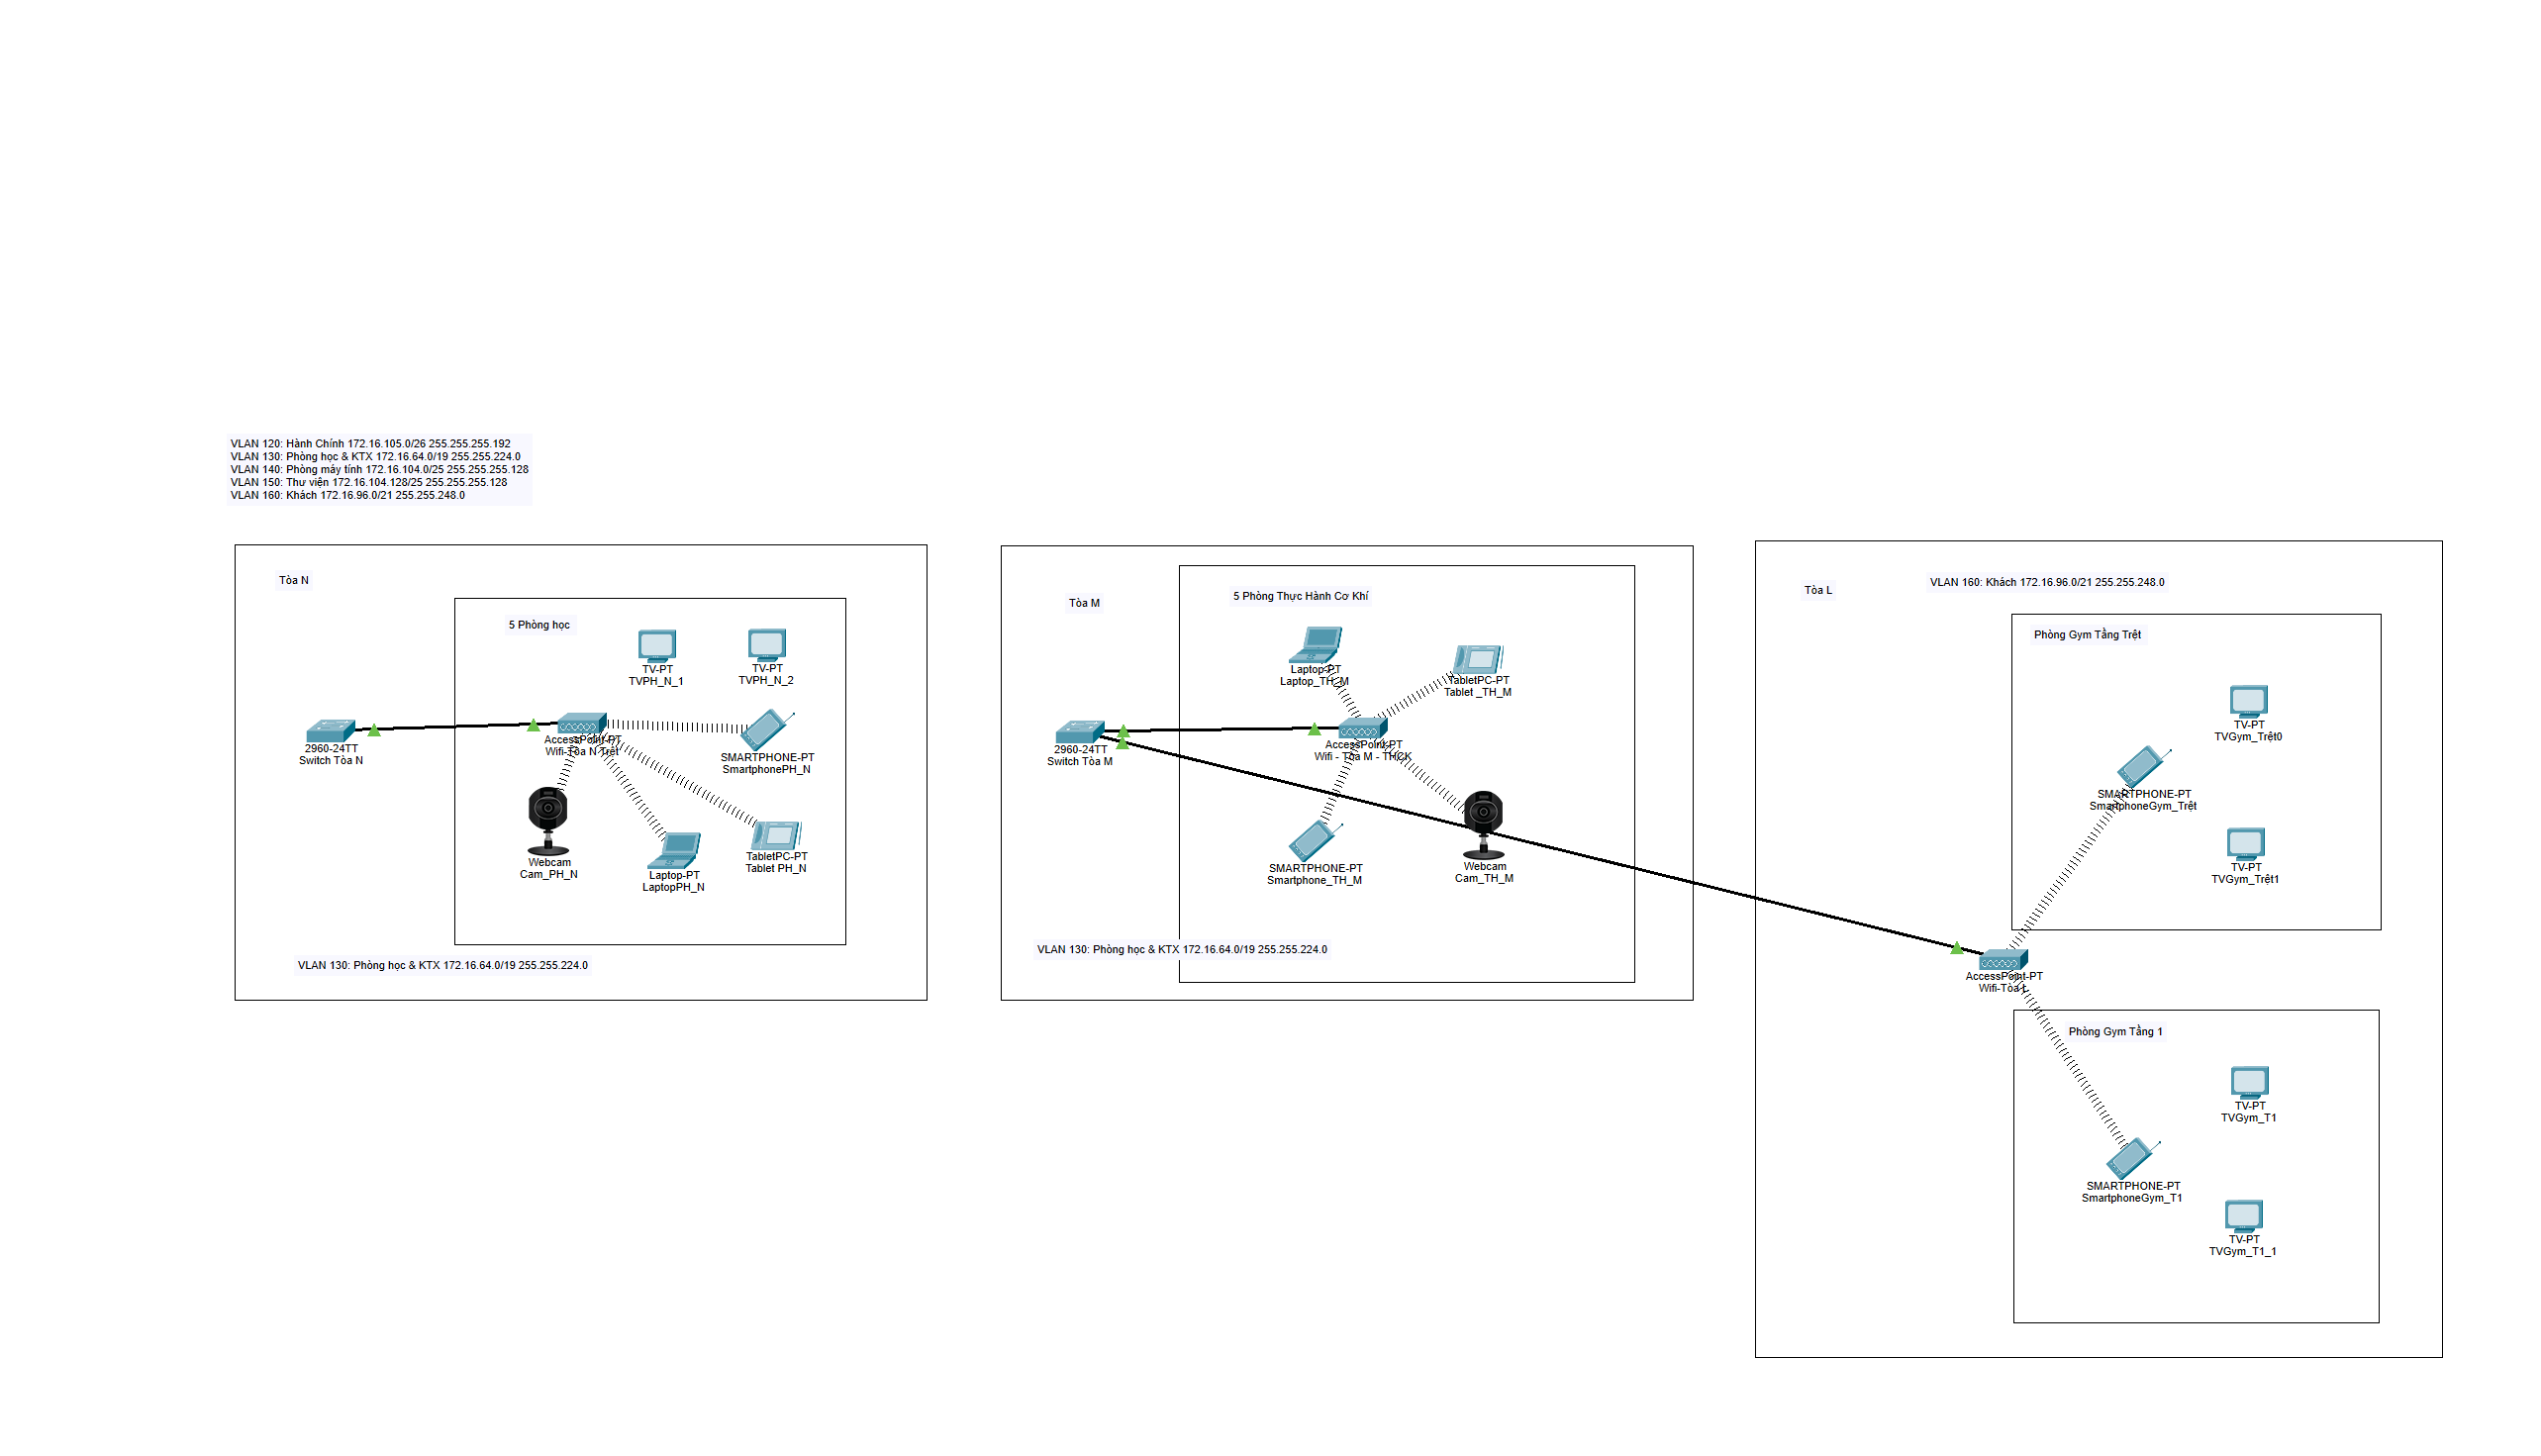 VLAN 120: Hành Chính 172.16.105.0/26 255.255.255.192
VLAN 130: Phòng học & KTX 172.16.64.0/19 255.255.224.0
VLAN 140: Phòng máy tính 172.16.104.0/25 255.255.255.128
VLAN 150: Thư viện 172.16.104.128/25 255.255.255.128
VLAN 160: Khách 172.16.96.0/21 255.255.248.0
Tòa N
5 Phòng học
TV-PT
TVPH_N_1
TV-PT
TVPH_N_2
2960-24TT
Switch Tòa N
AccessPoint-PT
Wifi-Tòa N Trệt
SMARTPHONE-PT
SmartphonePH_N
Webcam
Cam_PH_N
Laptop-PT
LaptopPH_N
TabletPC-PT
Tablet PH_N
VLAN 130: Phòng học & KTX 172.16.64.0/19 255.255.224.0
Tòa M
5 Phòng Thực Hành Cơ Khí
Laptop-PT
Laptop_TH_M
TabletPC-PT
Tablet _TH_M
2960-24TT
Switch Tòa M
AccessPoint-PT
Wifi - Tòa M - THCK
SMARTPHONE-PT
Smartphone_TH_M
Webcam
Cam_TH_M
VLAN 130: Phòng học & KTX 172.16.64.0/19 255.255.224.0
Tòa L
VLAN 160: Khách 172.16.96.0/21 255.255.248.0
Phòng Gym Tầng Trệt
TV-PT
TVGym_Trệt0
SMARTPHONE-PT
SmartphoneGym_Trệt
TV-PT
TVGym_Trệt1
AccessPoint-PT
Wifi-Tòa L
Phòng Gym Tầng 1
TV-PT
TVGym_T1
SMARTPHONE-PT
SmartphoneGym_T1
TV-PT
TVGym_T1_1